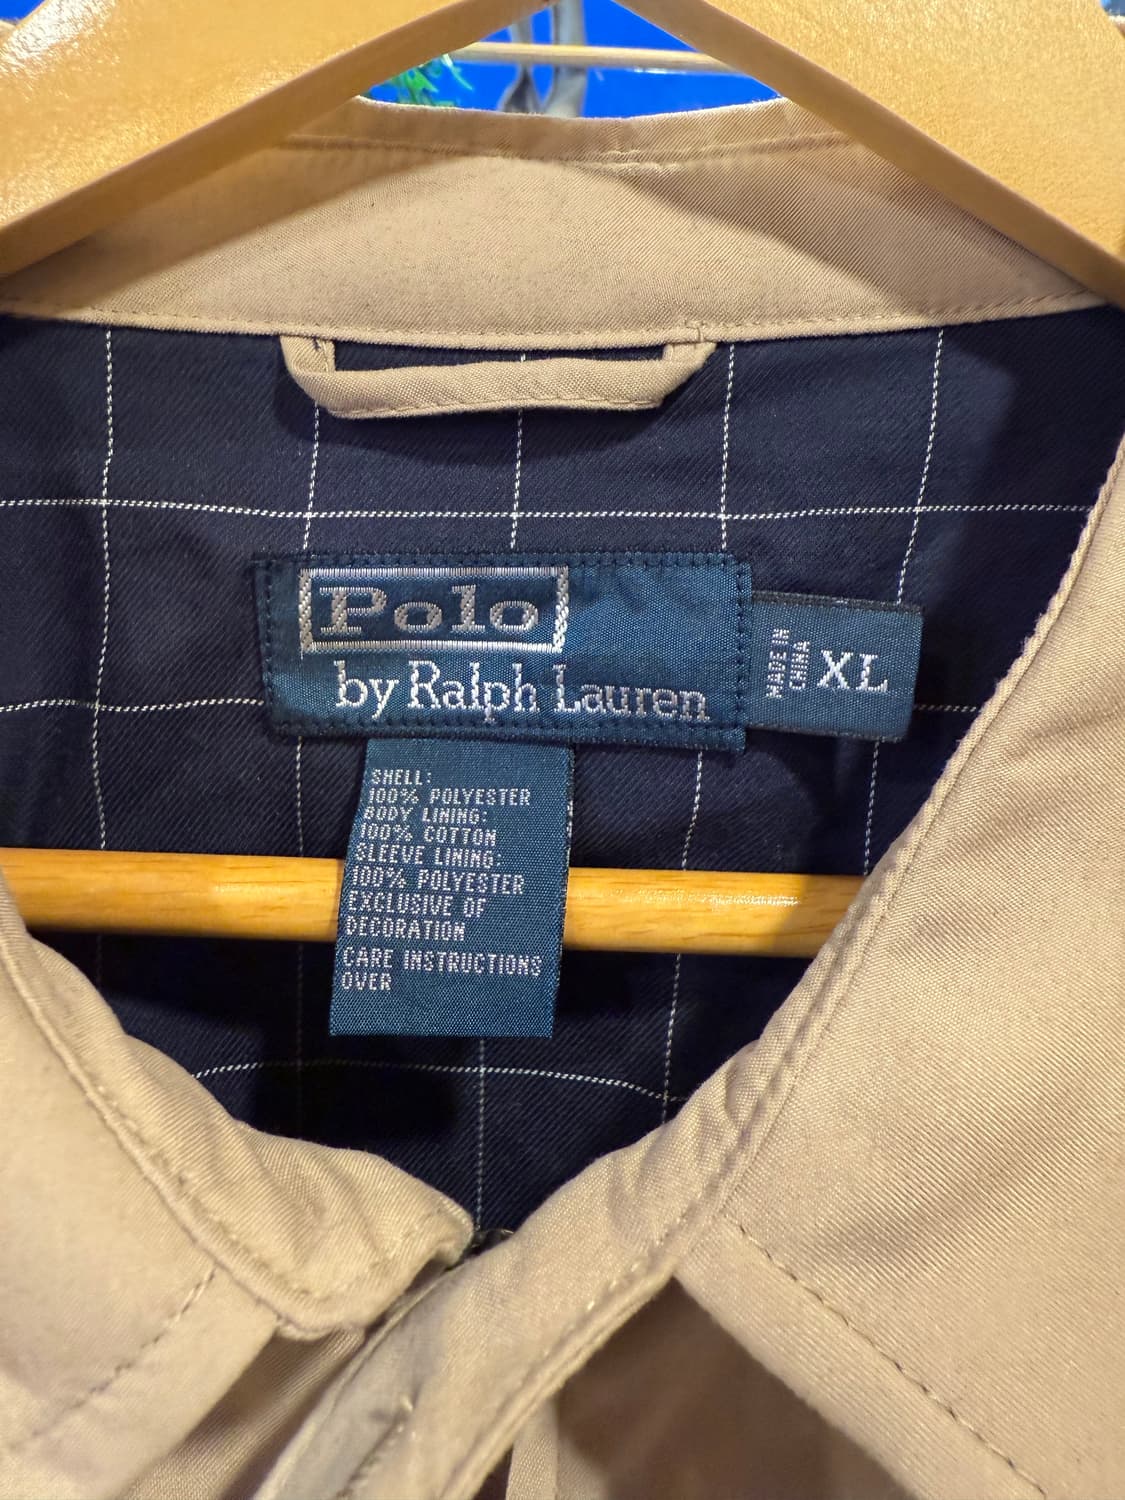 Polo
by Ralph Lauren
MADE IN
CHINA
XL
SHELL:
100% POLYESTER
BODY LINING:
100% COTTON
SLEEVE LINING:
100% POLYESTER
EXCLUSIVE OF
DECORATION
CARE INSTRUCTIONS
OVER